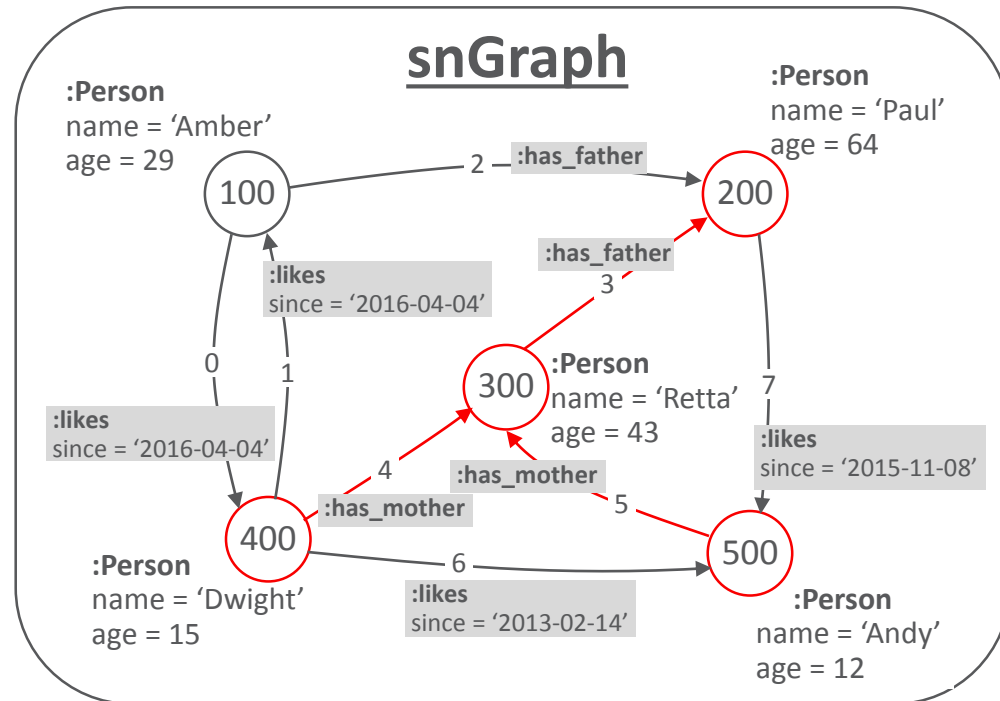 snGraph
:Person
name = ‘Amber’
age = 29
:Person
name = ‘Paul’
age = 64
100
2
:has_father
200
:has_father
3
:likes
since = ‘2016-04-04’
0
1
300
:Person
name = ‘Retta’
age = 43
7
:likes
since = ‘2016-04-04’
:likes
since = ‘2015-11-08’
4
:has_mother
:has_mother
5
400
6
500
:Person
name = ‘Dwight’
age = 15
:likes
since = ‘2013-02-14’
:Person
name = ‘Andy’
age = 12